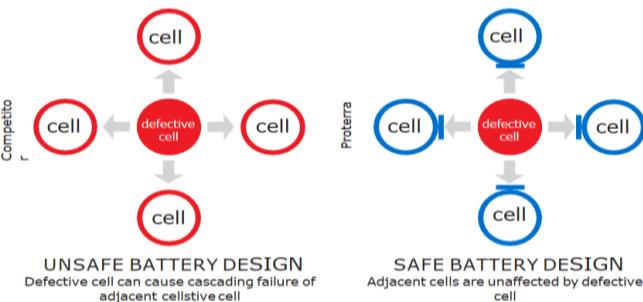 cell
Competito
r
cell
defective
cell
cell
cell
UNSAFE BATTERY DESIGN
Defective cell can cause cascading failure of
adjacent cellstive cell
cell
Proterra
cell
defective
cell
cell
cell
SAFE BATTERY DESIGN
Adjacent cells are unaffected by defective
cell